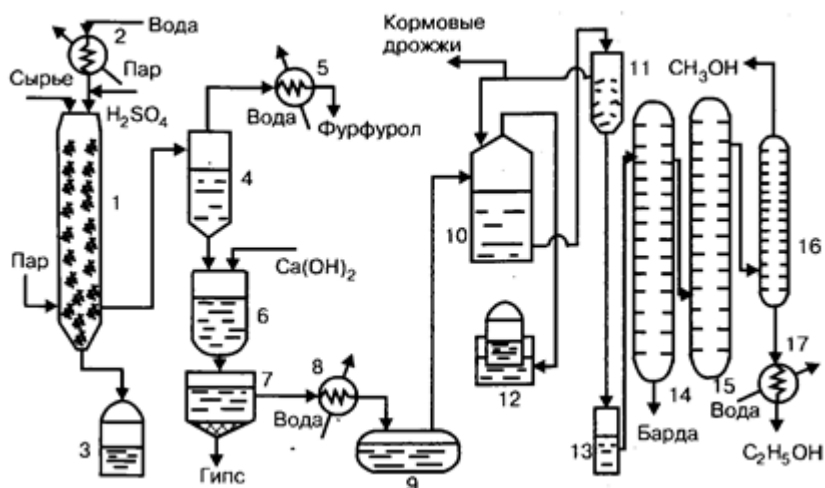 2
Вода
Пар
Сырье
H₂SO₄
1
Пар
3
4
5
Вода
Фурфурол
Ca(OH)₂
6
7
Гипс
8
Вода
9
Кормовые
дрожжи
10
11
12
13
CH₃OH
14
Барда
15
16
17
Вода
C₂H₅OH